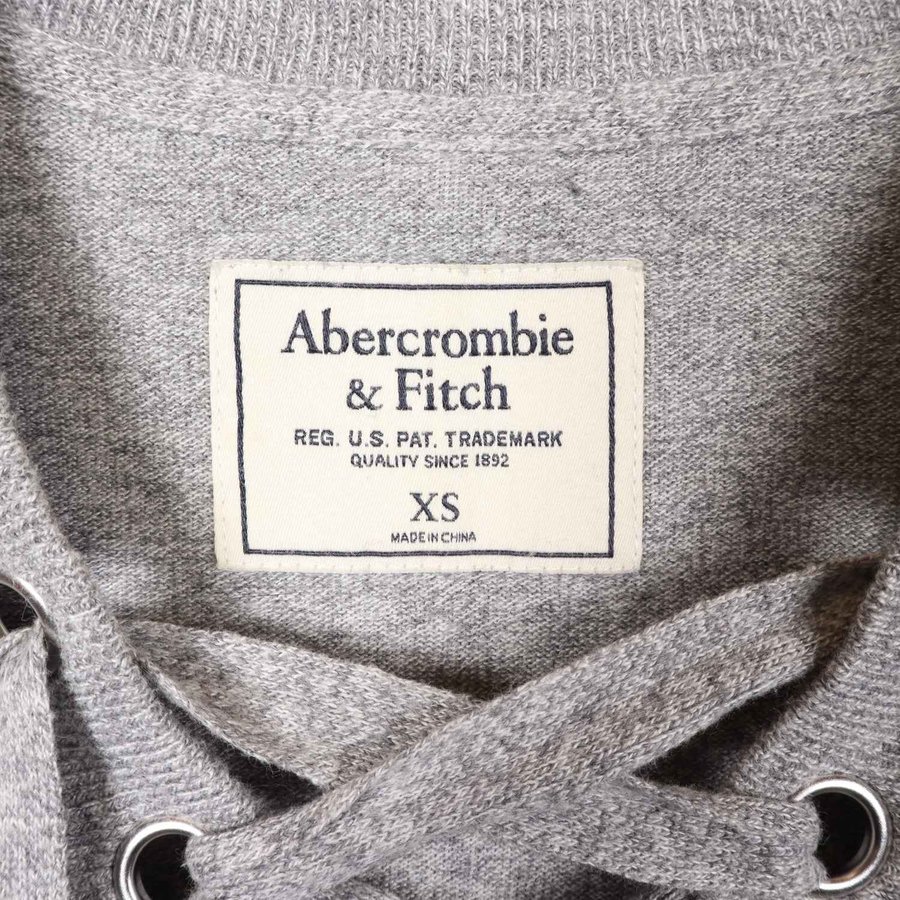 Abercrombie
& Fitch
REG. U.S. PAT. TRADEMARK
QUALITY SINCE 1892
XS
MADE IN CHINA